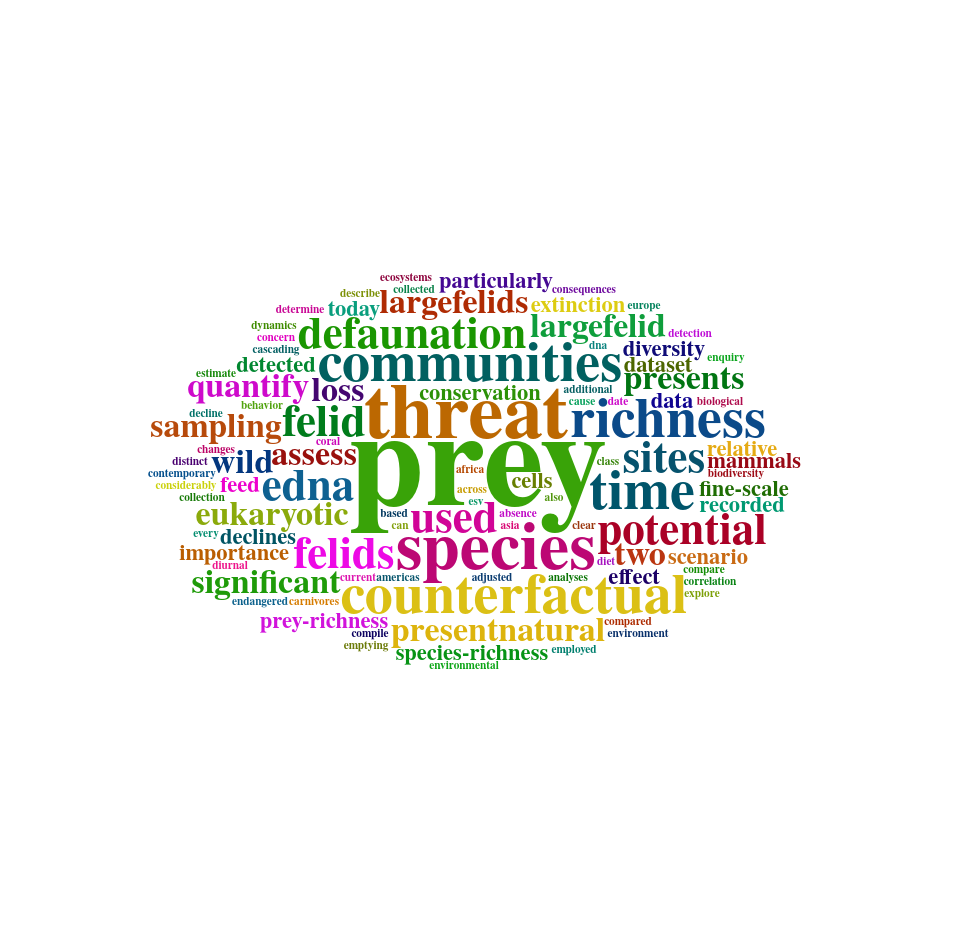 ecosystems
particularly
describe
collected
consequences
determine
today
largefelids
extinction
europe
dynamics
defaunation
largefelid
detection
concern
cascading
communities
dna
diversity
enquiry
estimate
detected
dataset
presents
quantify
loss
conservation
additional
behavior
threat
cause
date
data
biological
decline
sampling
felid
richness
changes
coral
prey
relative
distinct
wild
assess
africa
class
sites
mammals
contemporary
cells
biodiversity
considerably
feed
edna
across
also
time
fine-scale
collection
esv
recorded
eukaryotic
based
used
absence
every
declines
can
asia
clear
potential
importance
felids
species
diet
two
scenario
diurnal
significant
current
americas
adjusted
analyses
effect
compare
correlation
endangered
carnivores
counterfactual
explore
prey-richness
compile
presentnatural
compared
environment
emptying
species-richness
employed
environmental